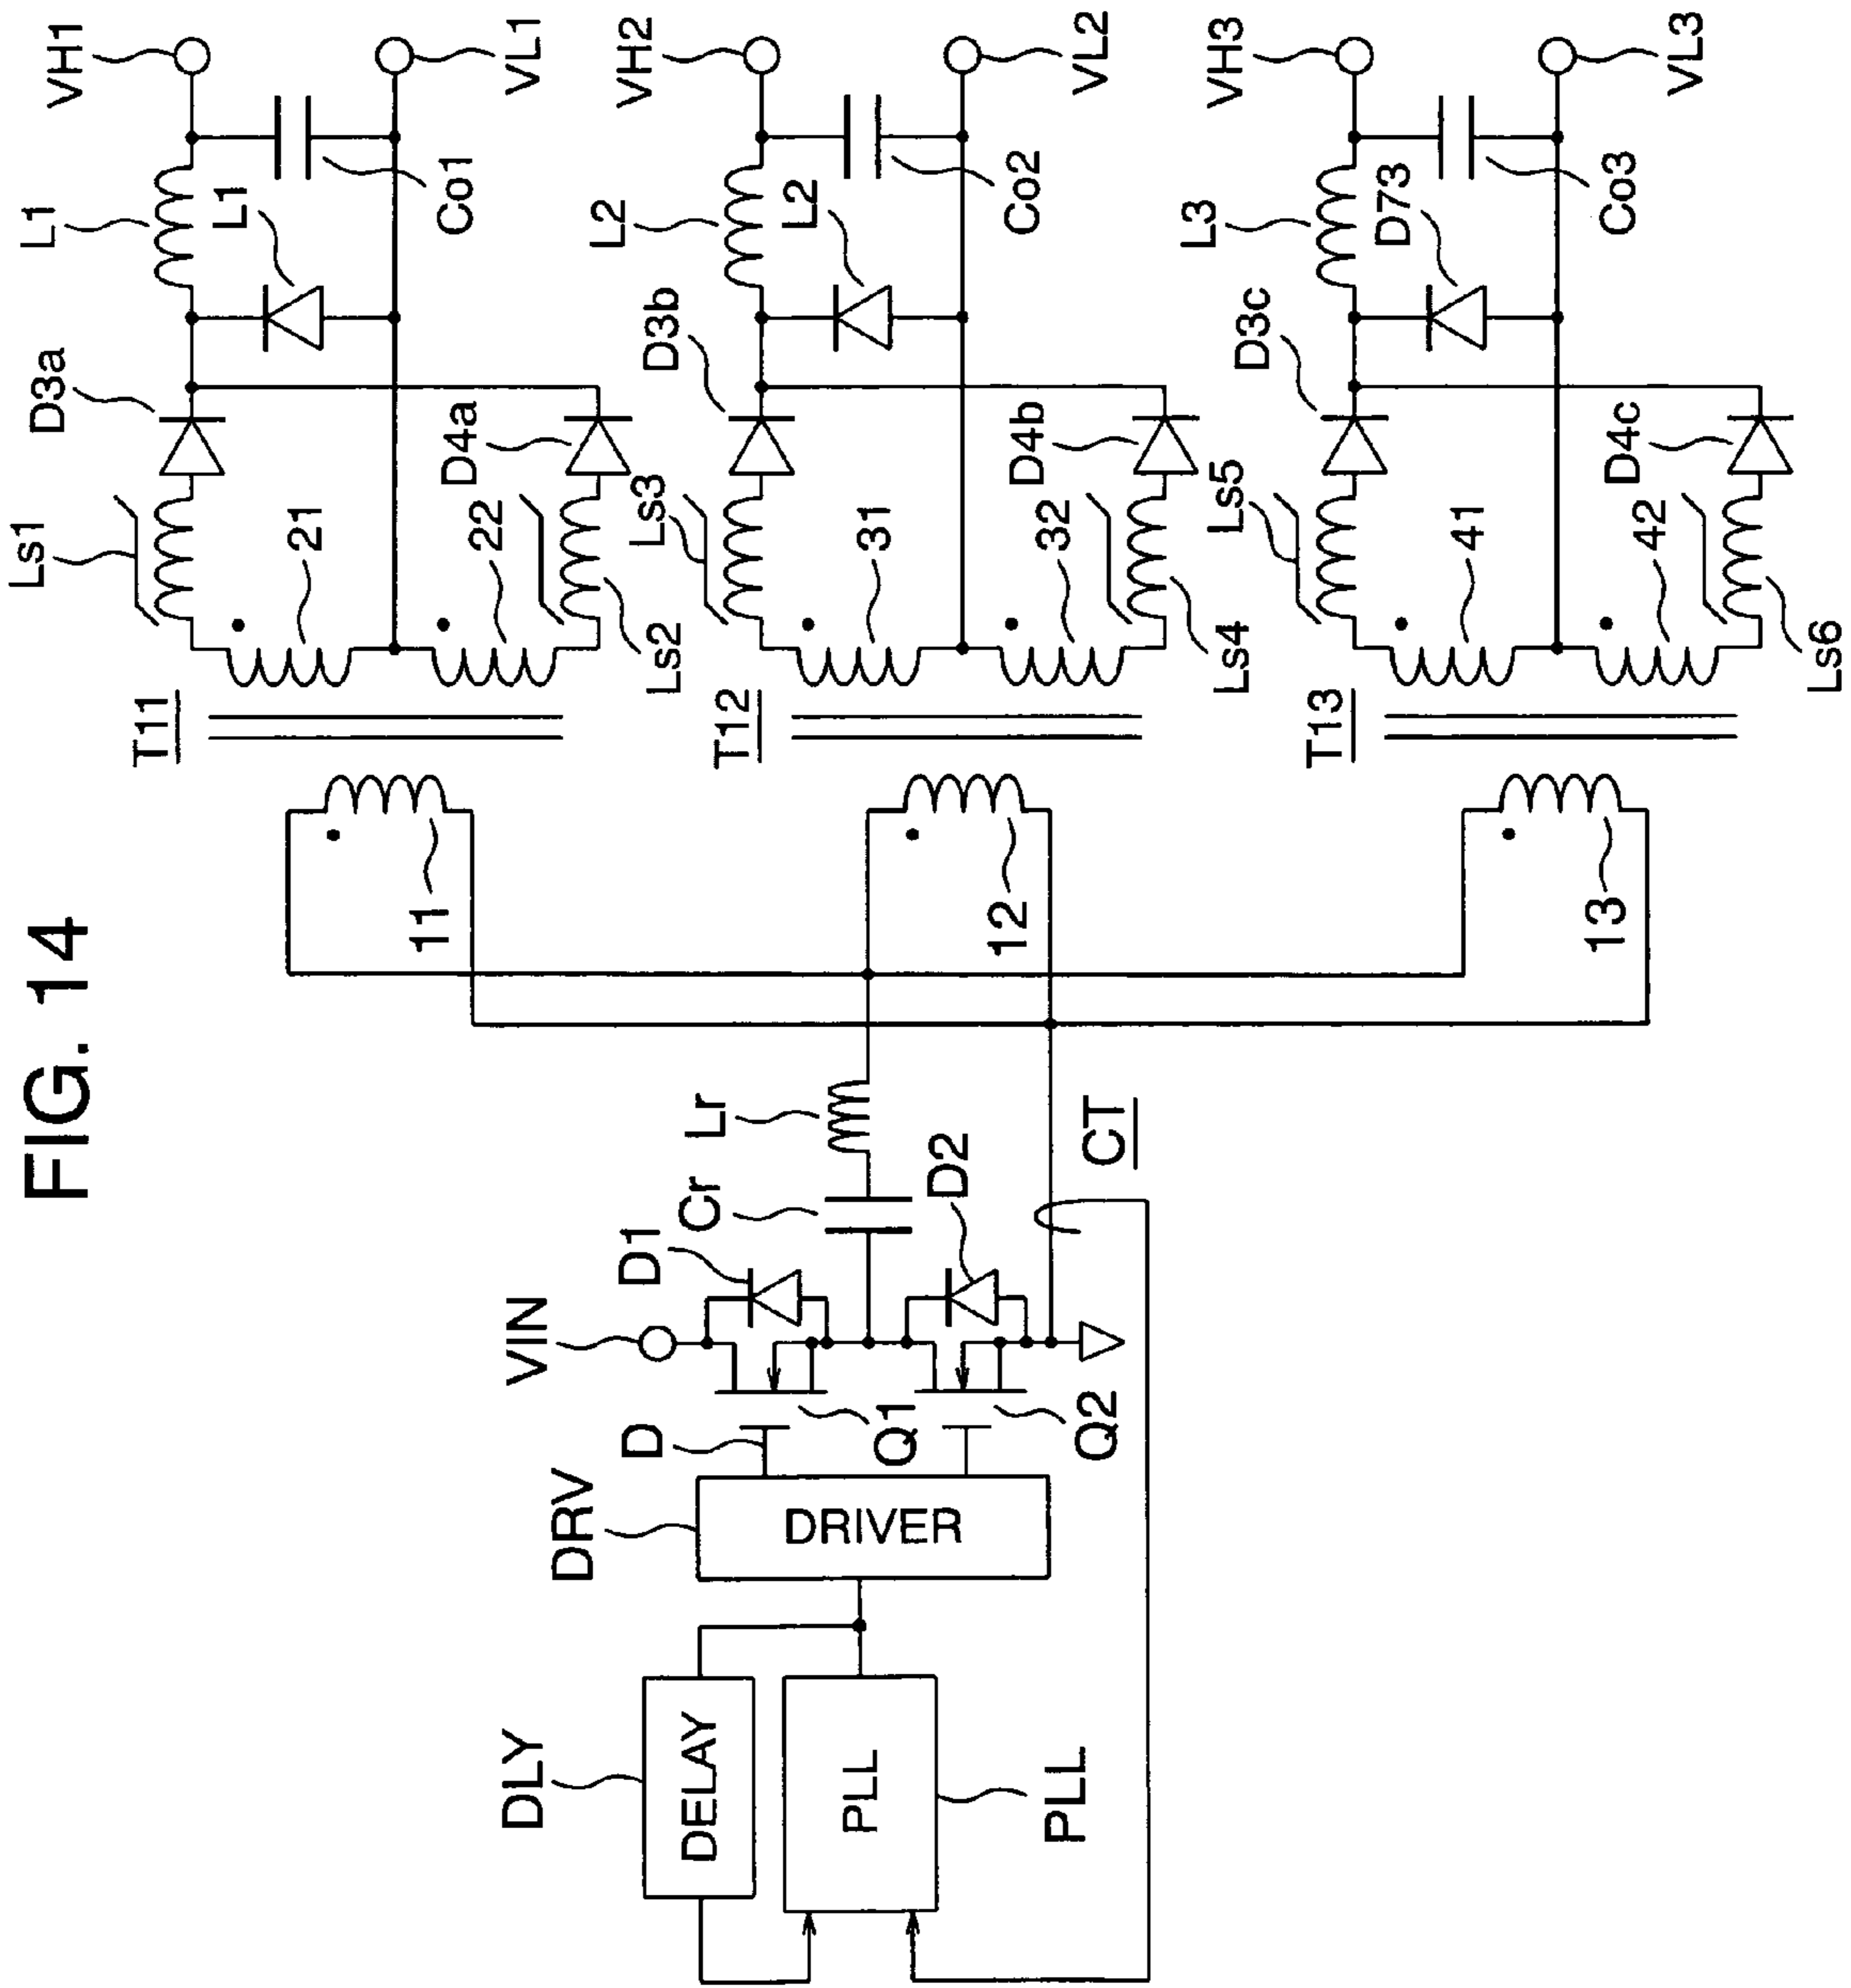 FIG. 14
DLY
DELAY
PLL
PLL
DRV
DRIVER
D
VIN
Q1
Q2
D1
D2
Cr
Lr
CT
11
12
13
T11
T12
T13
Ls1
21
22
Ls2
D3a
D4a
L1
L1
Co1
VH1
VL1
Ls3
31
32
Ls4
D3b
D4b
L2
L2
Co2
VH2
VL2
Ls5
41
42
Ls6
D3c
D4c
L3
D73
Co3
VH3
VL3